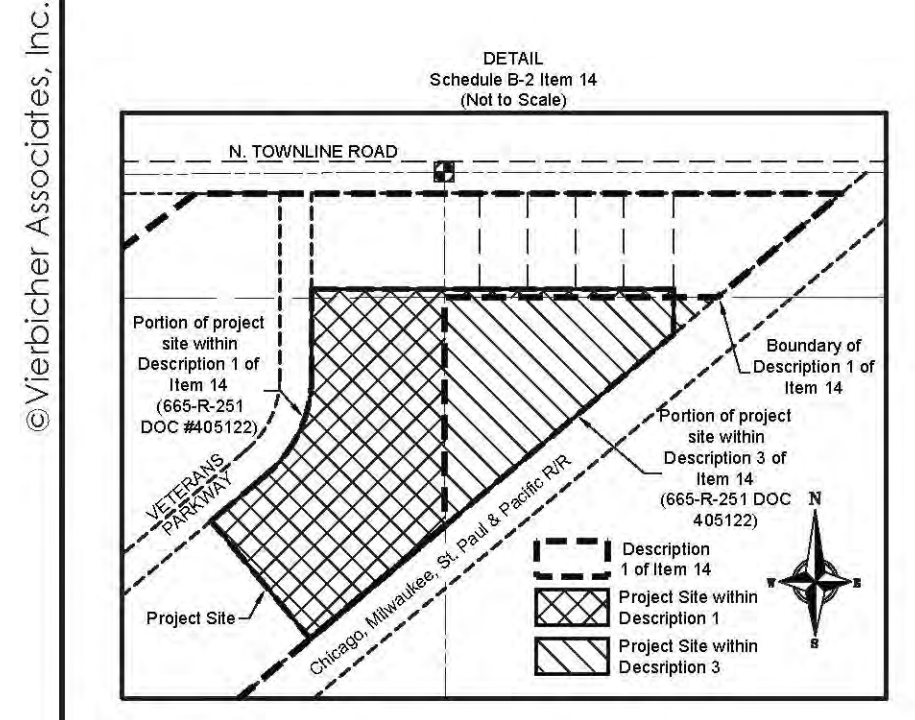 © Vierbicher Associates, Inc.
DETAIL
Schedule B-2 Item 14
(Not to Scale)
N. TOWNLINE ROAD
Portion of project
site within
Description 1 of
Item 14
(665-R-251
DOC #405122)
Boundary of
Description 1 of
Item 14
Portion of project
site within
Description 3 of
Item 14
(665-R-251 DOC
405122)
VETERANS
PARKWAY
Project Site
Chicago, Milwaukee, St. Paul & Pacific R/R
Description
1 of Item 14
Project Site within
Description 1
Project Site within
Decsription 3
N
W
E
S